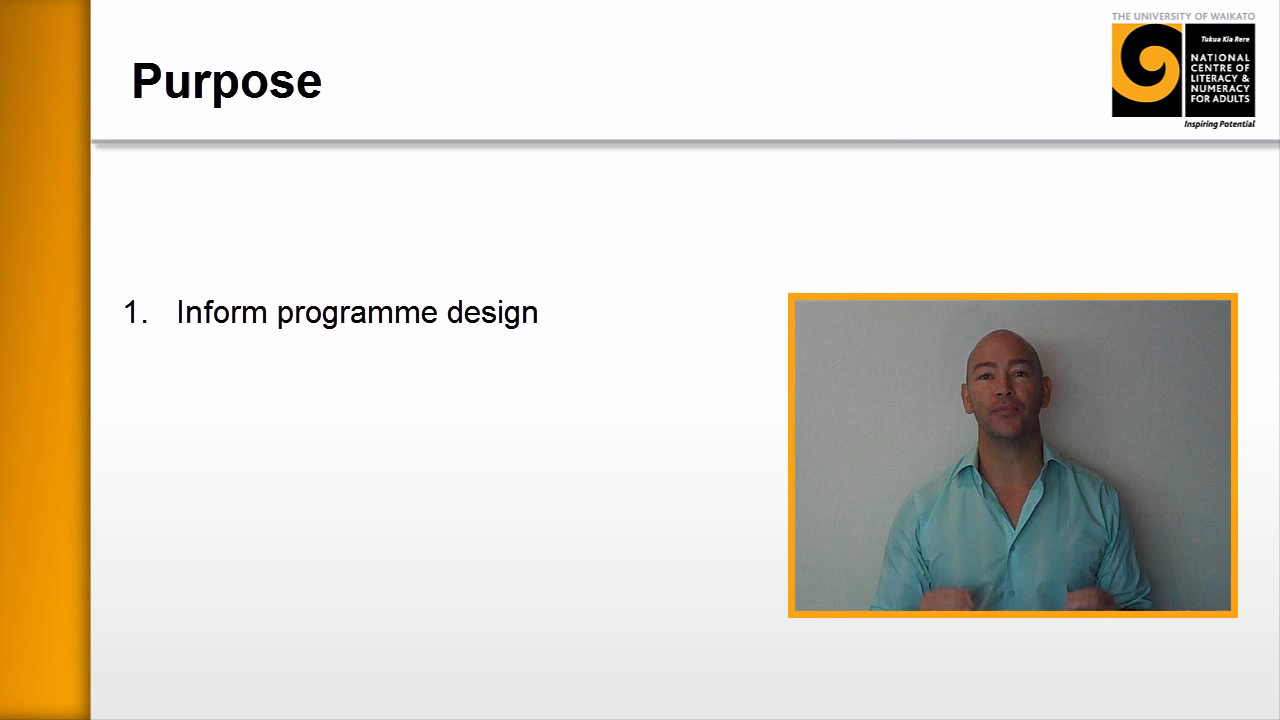 Purpose
THE UNIVERSITY OF WAIKATO
Tukua Kia Rere
NATIONAL
CENTRE OF
LITERACY &
NUMERACY
FOR ADULTS
Inspiring Potential
1. Inform programme design